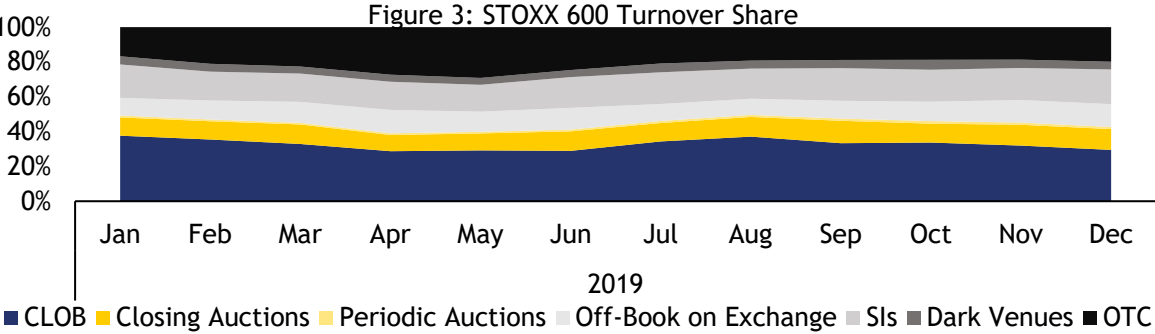 Figure 3: STOXX 600 Turnover Share
100%
80%
60%
40%
20%
0%
Jan Feb Mar Apr May Jun Jul Aug Sep Oct Nov Dec
2019
CLOB Closing Auctions Periodic Auctions Off-Book on Exchange SIs Dark Venues OTC